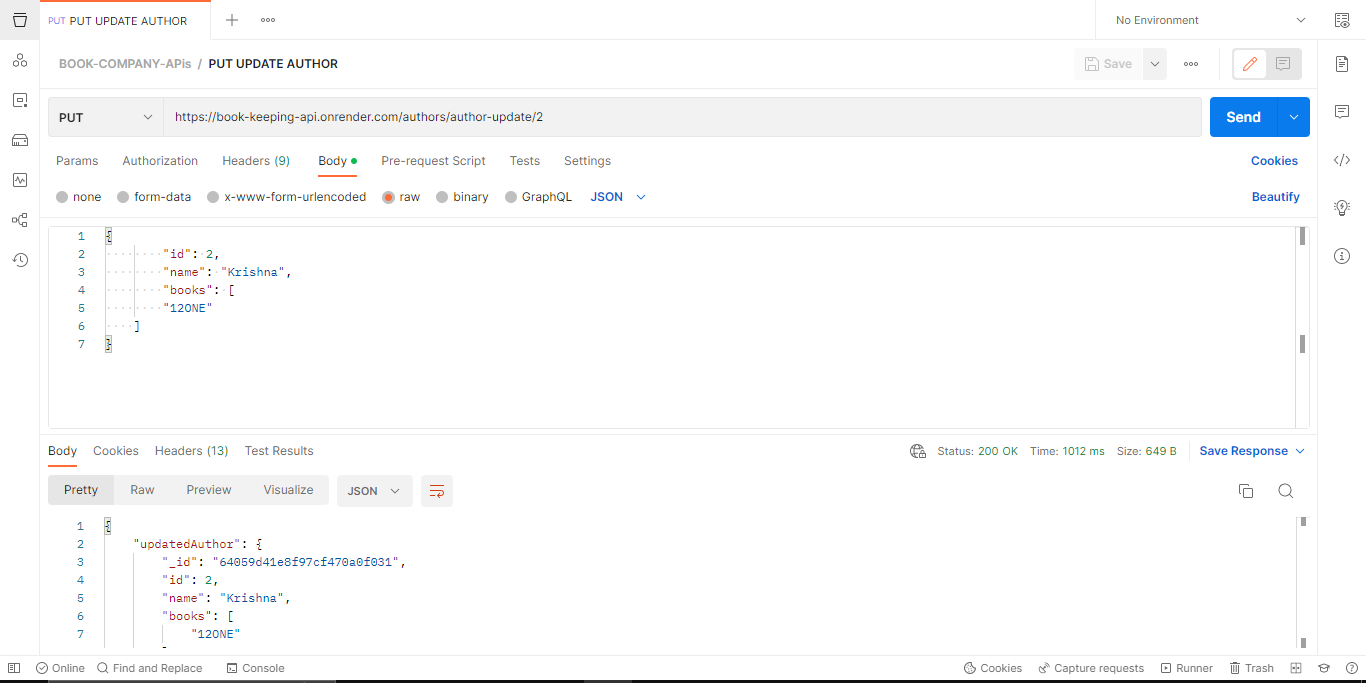 PUT PUT UPDATE AUTHOR
No Environment
BOOK-COMPANY-APIs / PUT UPDATE AUTHOR
Save
PUT https://book-keeping-api.onrender.com/authors/author-update/2 Send
Params Authorization Headers (9) Body Pre-request Script Tests Settings Cookies
none form-data x-www-form-urlencoded raw binary GraphQL JSON Beautify
1 {
2 "id": 2,
3 "name": "Krishna",
4 "books": [
5 "12ONE"
6 ]
7 }
Body Cookies Headers (13) Test Results Status: 200 OK Time: 1012 ms Size: 649 B Save Response
Pretty Raw Preview Visualize JSON
1 {
2 "updatedAuthor": {
3 "_id": "64059d41e8f97cf470a0f031",
4 "id": 2,
5 "name": "Krishna",
6 "books": [
7 "12ONE"
Online Find and Replace Console Cookies Capture requests Runner Trash